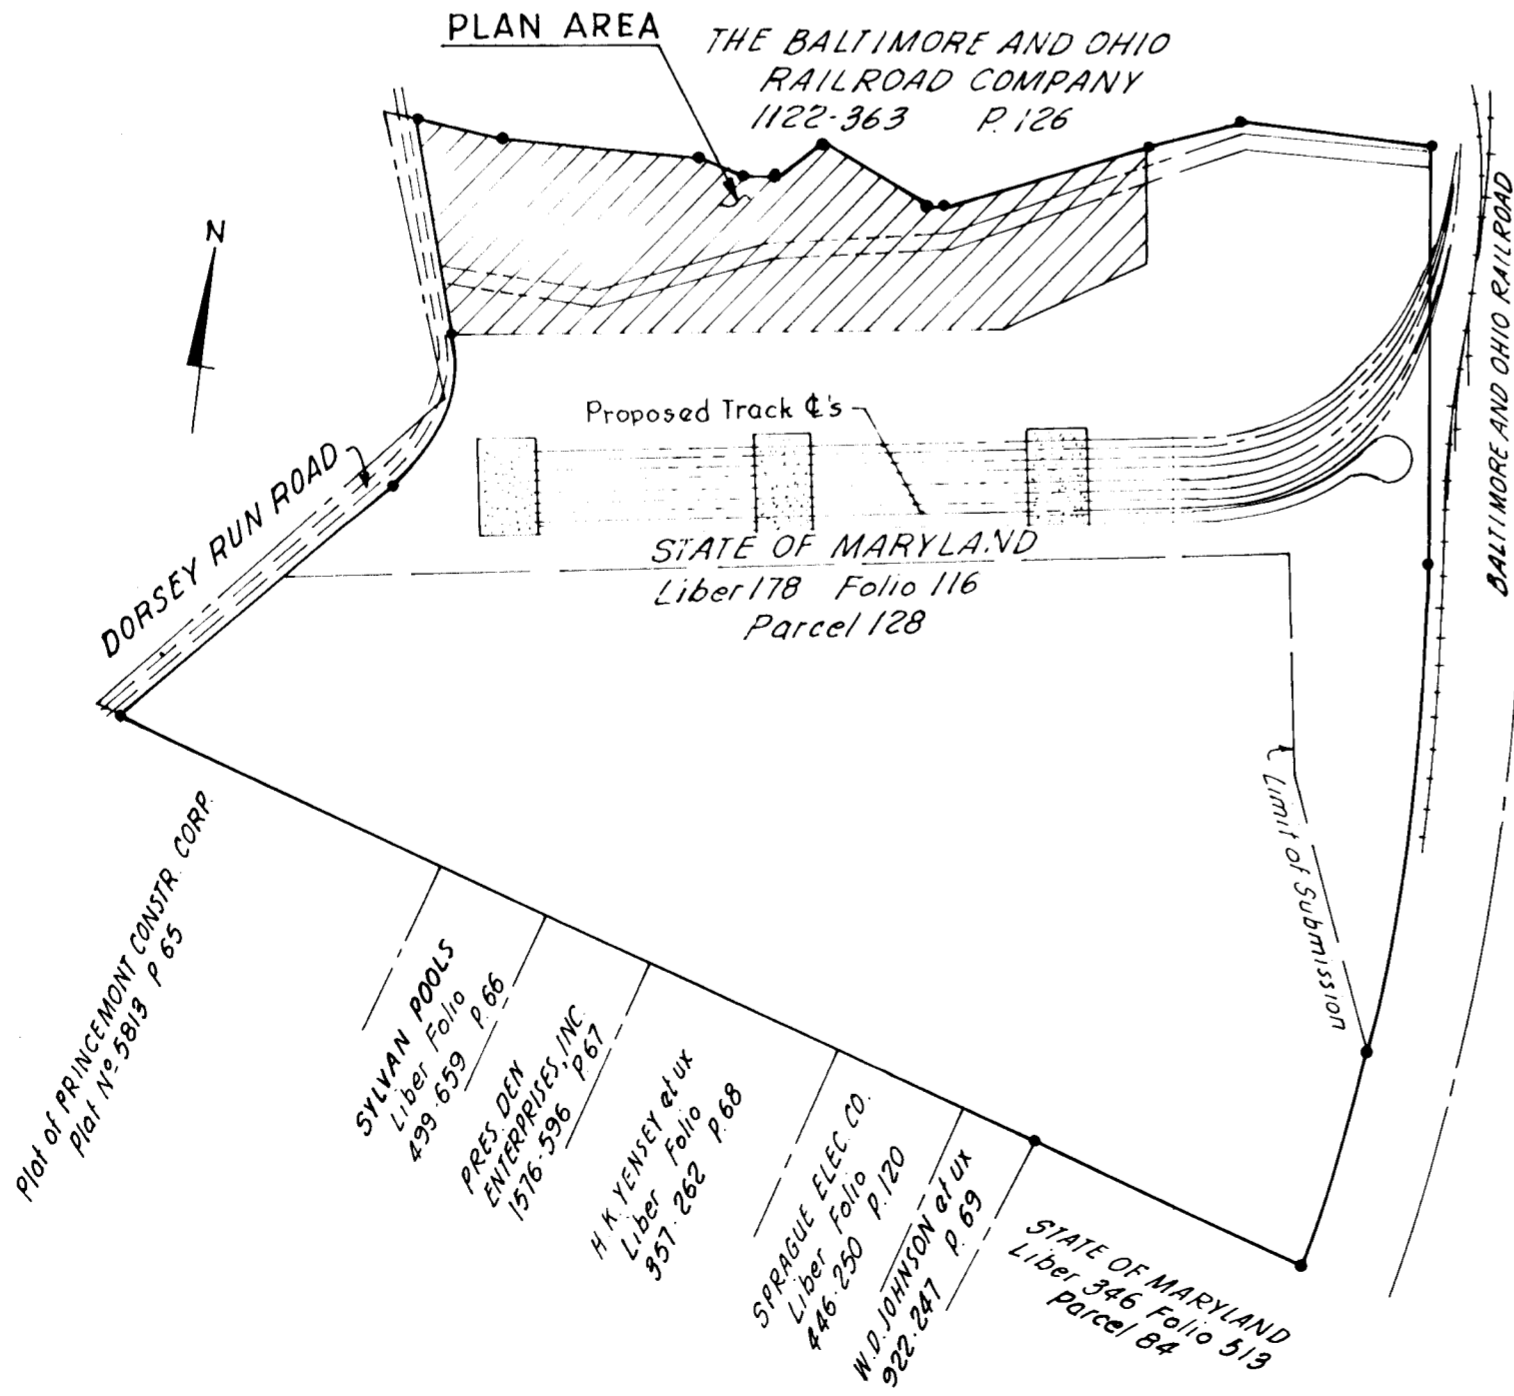 PLAN AREA
THE BALTIMORE AND OHIO
RAILROAD COMPANY
1122-363 P. 126
N
BALTIMORE AND OHIO RAILROAD
Proposed Track ℄'s
DORSEY RUN ROAD
STATE OF MARYLAND
Liber 178 Folio 116
Parcel 128
Limit of Submission
Plat of PRINCEMONT CONSTR. CORP.
Plat Nº 5813 P 65
SYLVAN POOLS
Liber Folio
499-659 P. 66
PRES. DEN
ENTERPRISES, INC.
1576-596 P. 67
H. K. YENSEY et ux
Liber Folio
357-262 P. 68
SPRAGUE ELEC. CO.
Liber Folio
446-250 P. 120
W. D. JOHNSON et ux
922-247 P. 69
STATE OF MARYLAND
Liber 346 Folio 513
Parcel 84